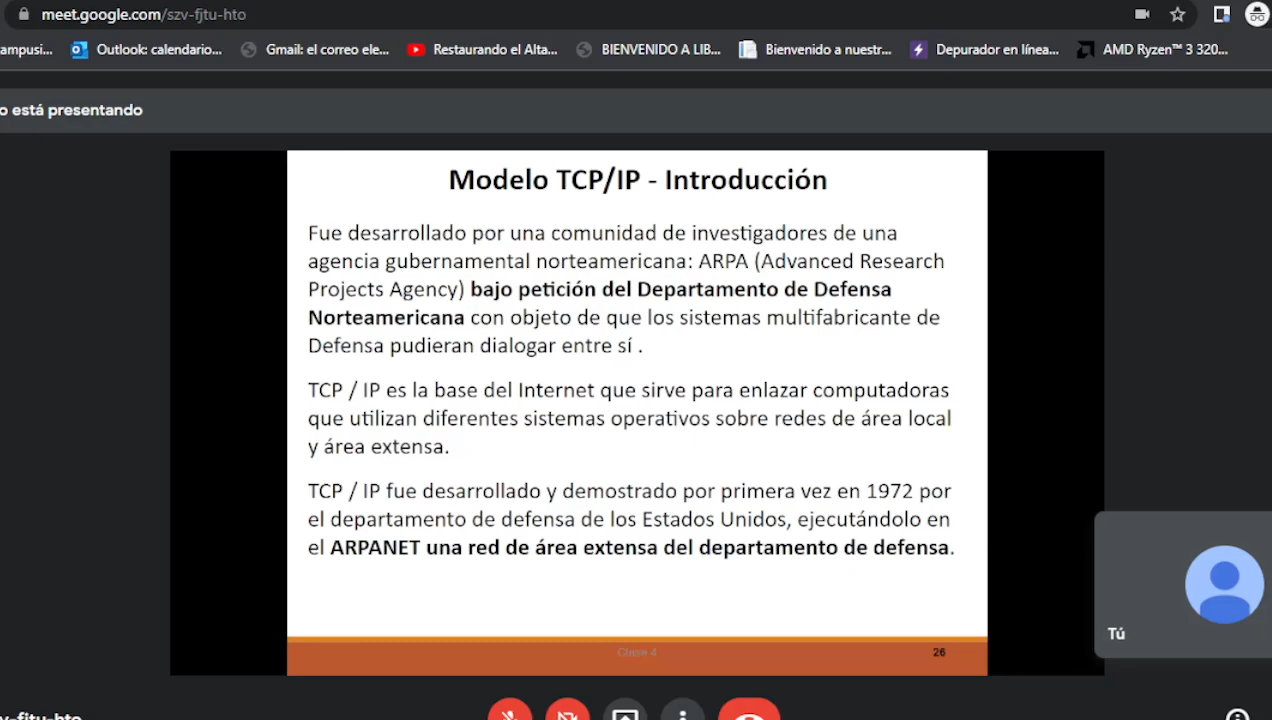 meet.google.com/szv-fjtu-hto
ampusi... Outlook: calendario... Gmail: el correo ele... Restaurando el Alta... BIENVENIDO A LIB... Bienvenido a nuestr... Depurador en línea... AMD Ryzen™ 3 320...
o está presentando
Modelo TCP/IP - Introducción
Fue desarrollado por una comunidad de investigadores de una
agencia gubernamental norteamericana: ARPA (Advanced Research
Projects Agency) bajo petición del Departamento de Defensa
Norteamericana con objeto de que los sistemas multifabricante de
Defensa pudieran dialogar entre sí .
TCP / IP es la base del Internet que sirve para enlazar computadoras
que utilizan diferentes sistemas operativos sobre redes de área local
y área extensa.
TCP / IP fue desarrollado y demostrado por primera vez en 1972 por
el departamento de defensa de los Estados Unidos, ejecutándolo en
el ARPANET una red de área extensa del departamento de defensa.
Tú
Clase 4
26
zv-fjtu-hto